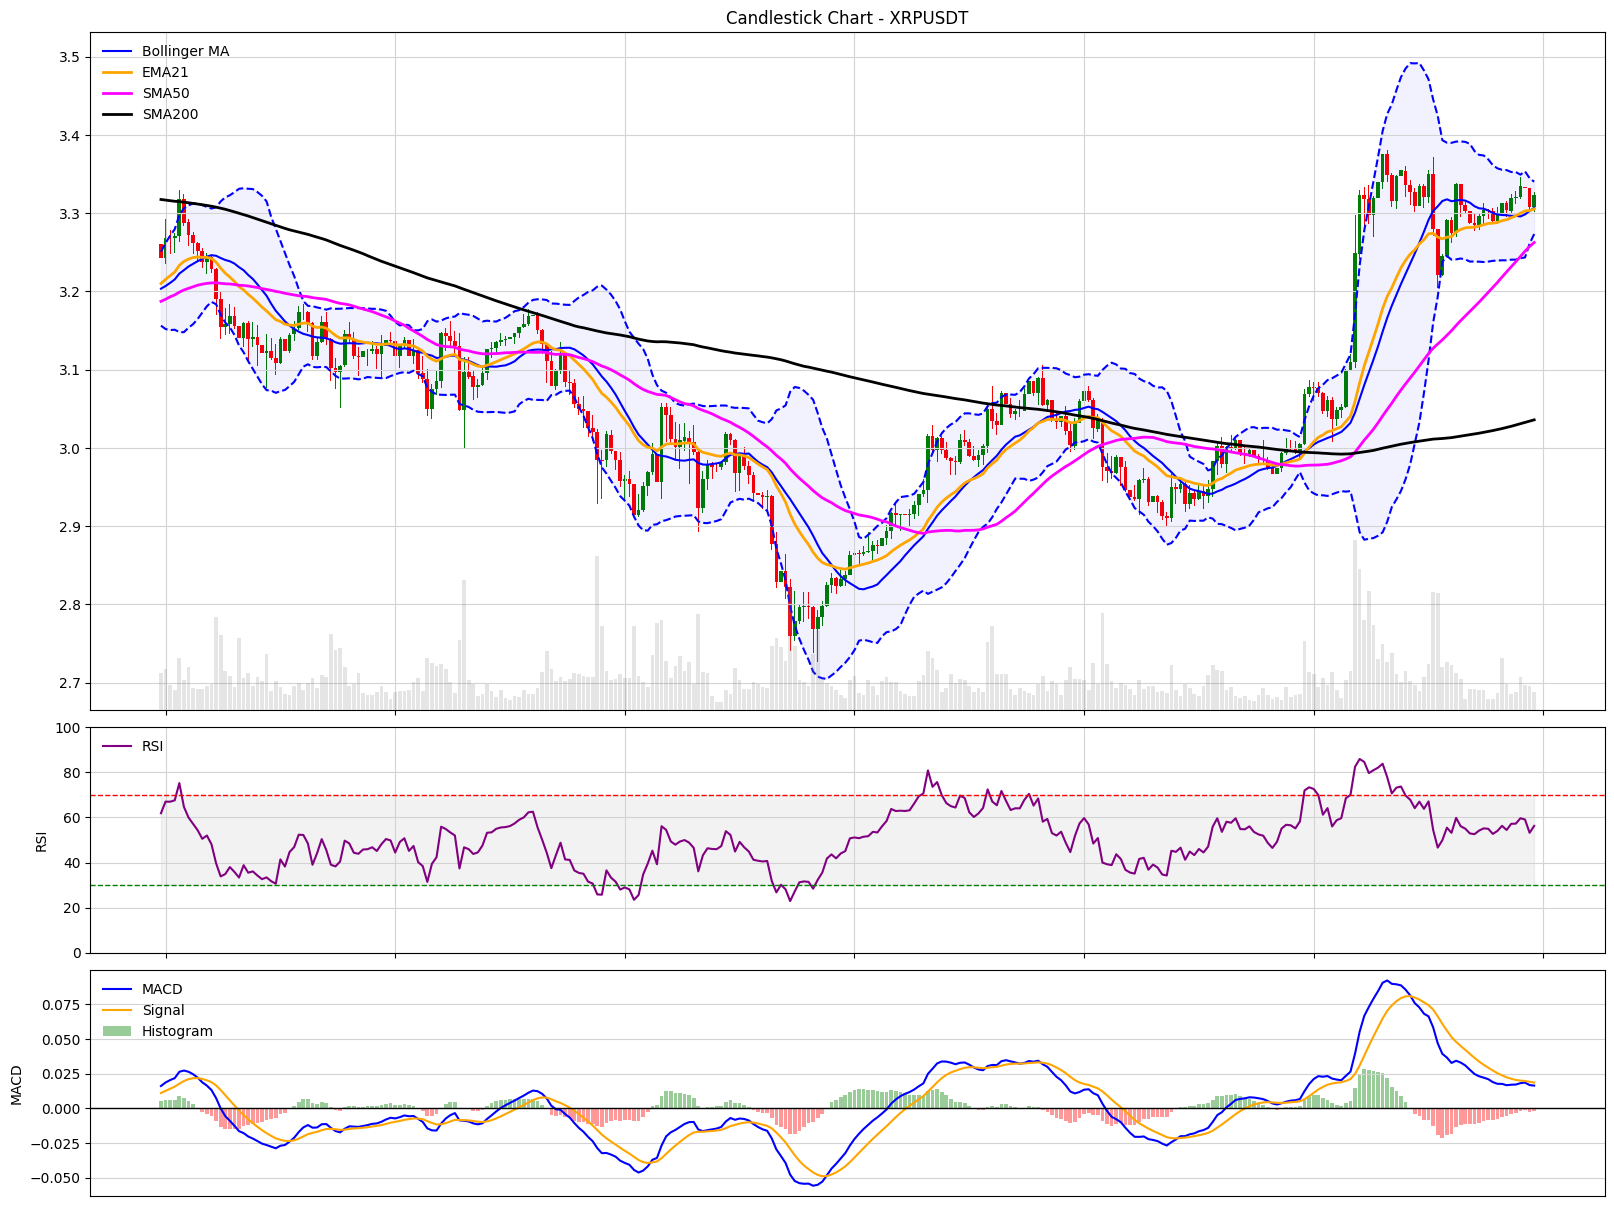 Candlestick Chart - XRPUSDT
Bollinger MA
EMA21
SMA50
SMA200
3.5
3.4
3.3
3.2
3.1
3.0
2.9
2.8
2.7
RSI
RSI
100
80
60
40
20
0
MACD
Signal
Histogram
MACD
0.075
0.050
0.025
0.000
−0.025
−0.050